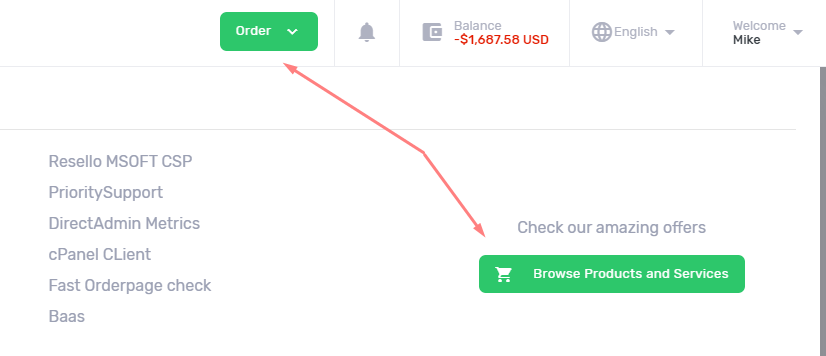 Order
Balance
-$1,687.58 USD
English
Welcome
Mike
Resello MSOFT CSP
PrioritySupport
DirectAdmin Metrics
cPanel CLient
Fast Orderpage check
Baas
Check our amazing offers
Browse Products and Services